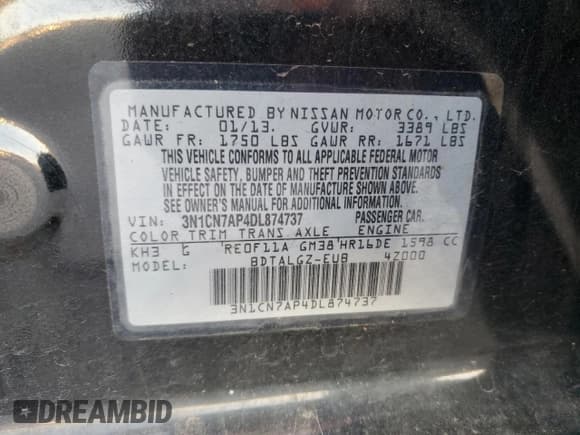 MANUFACTURED BY NISSAN MOTOR CO., LTD.
DATE: 01/13. GVWR: 3389 LBS
GAWR FR: 1750 LBS GAWR RR: 1671 LBS
THIS VEHICLE CONFORMS TO ALL APPLICABLE FEDERAL MOTOR
VEHICLE SAFETY, BUMPER AND THEFT PREVENTION STANDARDS
IN EFFECT ON THE DATE OF MANUFACTURE SHOWN ABOVE.
SEE OWNER'S MANUAL FOR ADDITIONAL INFORMATION.
VIN: 3N1CN7AP4DL874737 PASSENGER CAR.
COLOR TRIM TRANS AXLE ENGINE
KH3 G RE0F11A GM38 HR16DE 1598 CC
MODEL: BDTALGZ-EUB 4Z000
3N1CN7AP4DL874737
DREAMBID